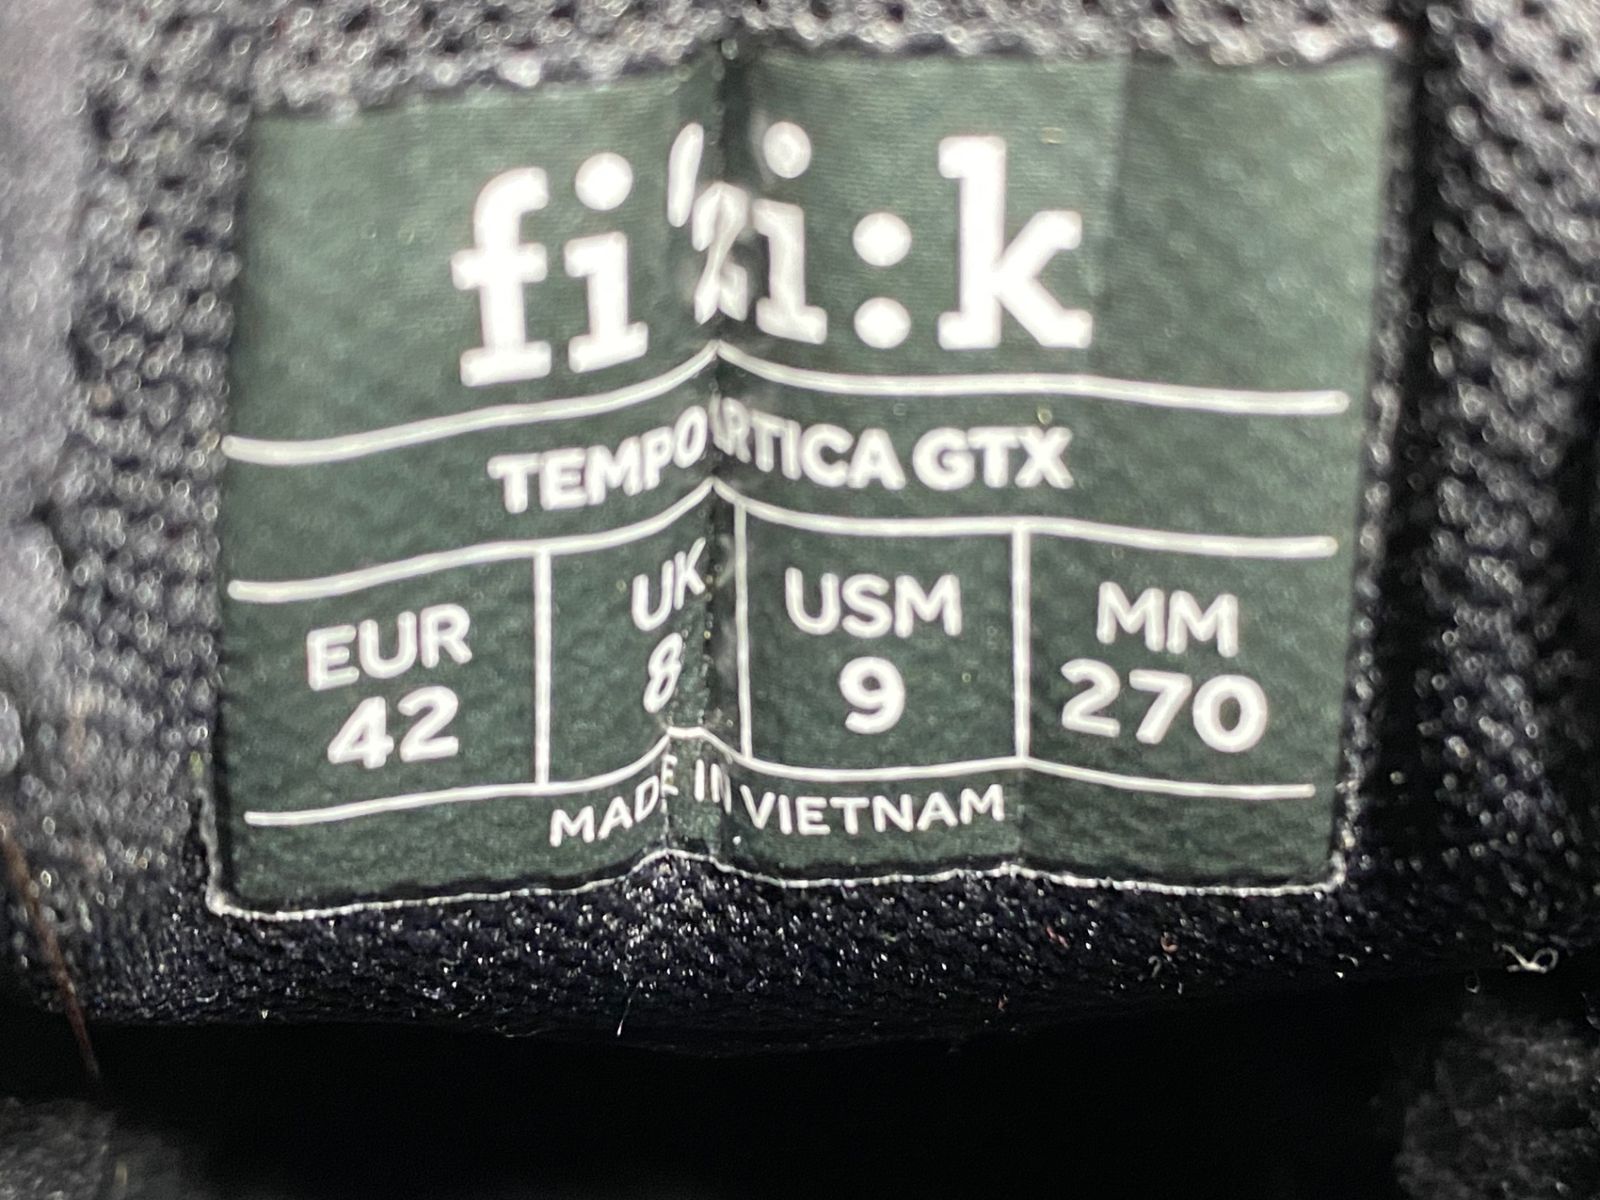 fi'zi:k
TEMPO ARTICA GTX
EUR UK USM MM
42 8 9 270
MADE IN VIETNAM